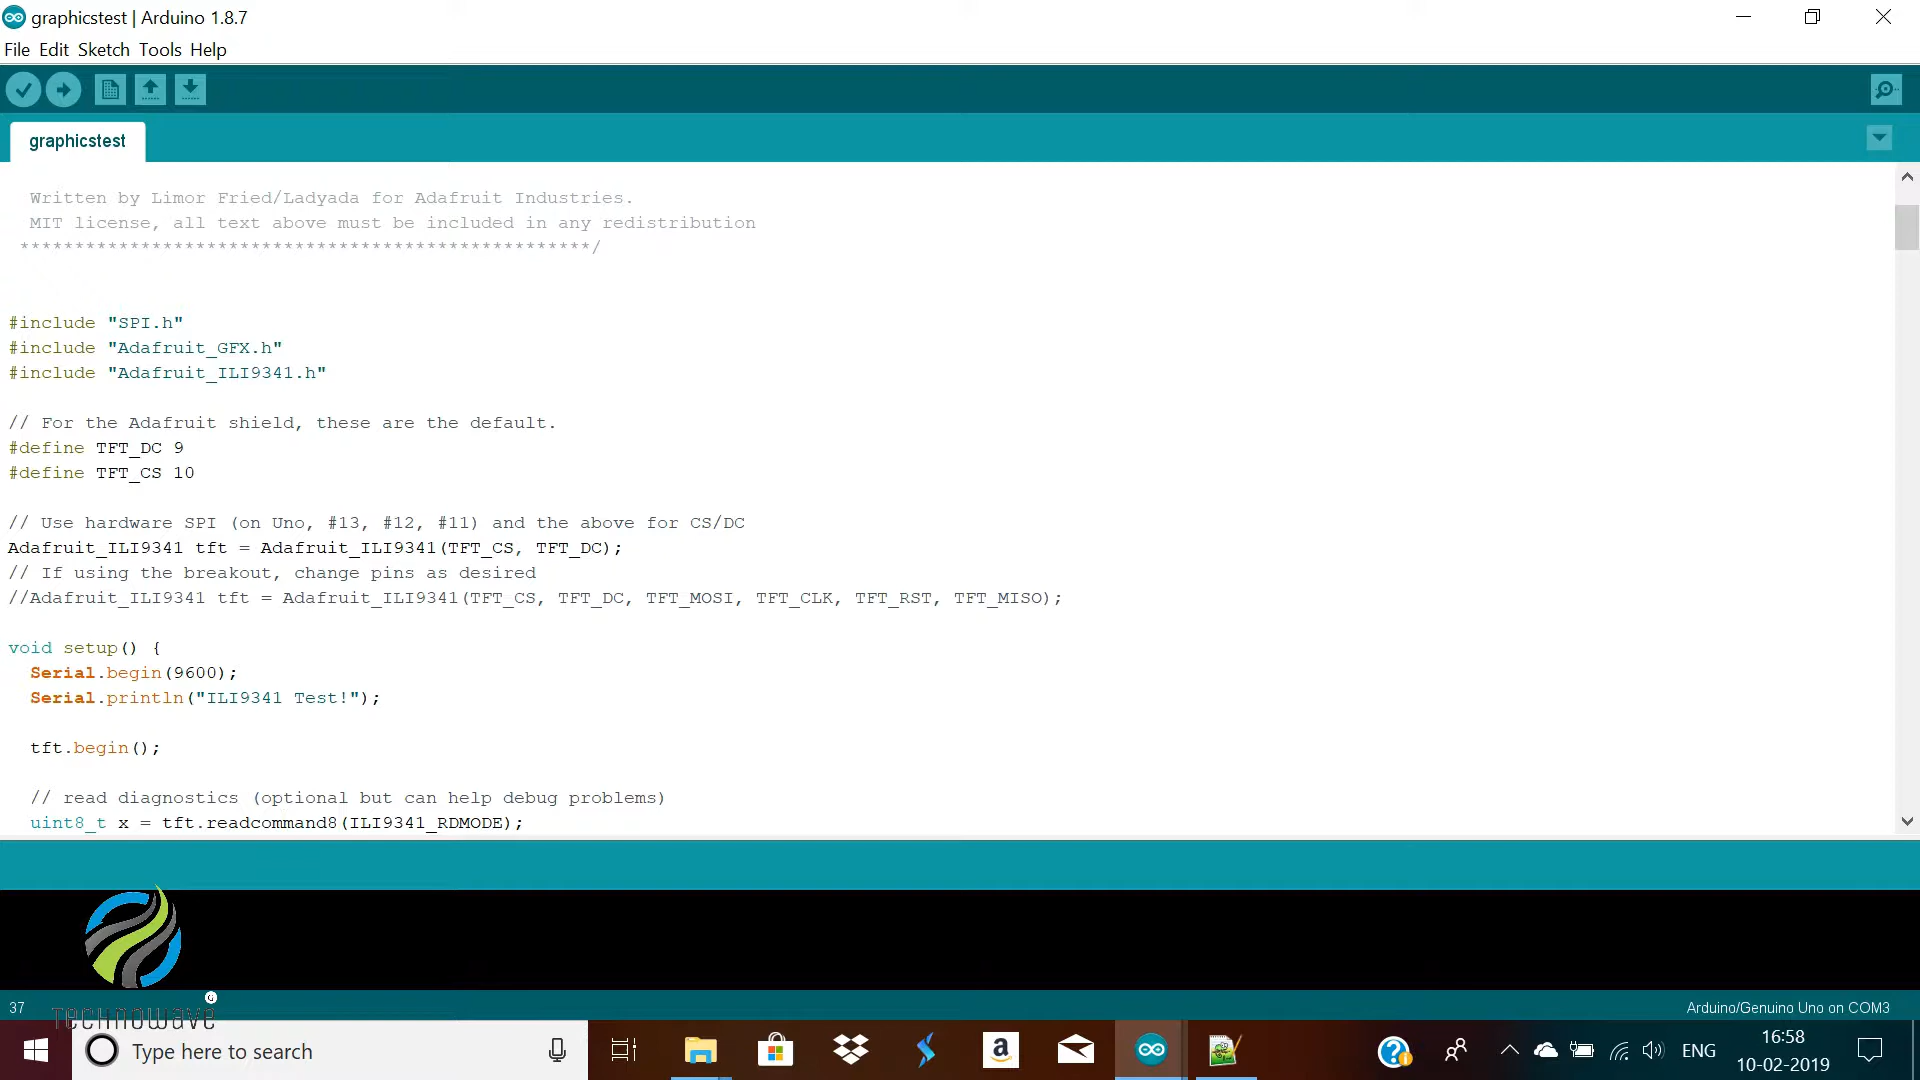 graphicstest | Arduino 1.8.7
File Edit Sketch Tools Help
graphicstest
Written by Limor Fried/Ladyada for Adafruit Industries.
MIT license, all text above must be included in any redistribution
****************************************************/
#include "SPI.h"
#include "Adafruit_GFX.h"
#include "Adafruit_ILI9341.h"
// For the Adafruit shield, these are the default.
#define TFT_DC 9
#define TFT_CS 10
// Use hardware SPI (on Uno, #13, #12, #11) and the above for CS/DC
Adafruit_ILI9341 tft = Adafruit_ILI9341(TFT_CS, TFT_DC);
// If using the breakout, change pins as desired
//Adafruit_ILI9341 tft = Adafruit_ILI9341(TFT_CS, TFT_DC, TFT_MOSI, TFT_CLK, TFT_RST, TFT_MISO);
void setup() {
Serial.begin(9600);
Serial.println("ILI9341 Test!");
tft.begin();
// read diagnostics (optional but can help debug problems)
uint8_t x = tft.readcommand8(ILI9341_RDMODE);
37
Technowave
G
Arduino/Genuino Uno on COM3
Type here to search
a
ENG
16:58
10-02-2019